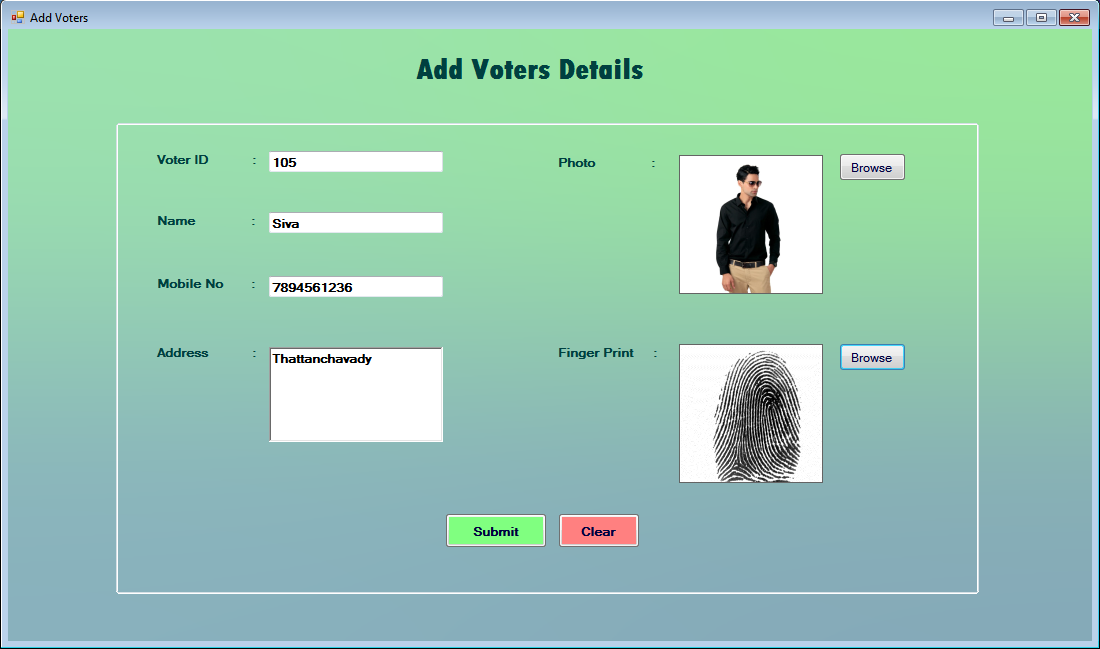 Add Voters
Add Voters Details
Voter ID : 105
Name : Siva
Mobile No : 7894561236
Address : Thattanchavady
Photo : Browse
Finger Print : Browse
Submit Clear